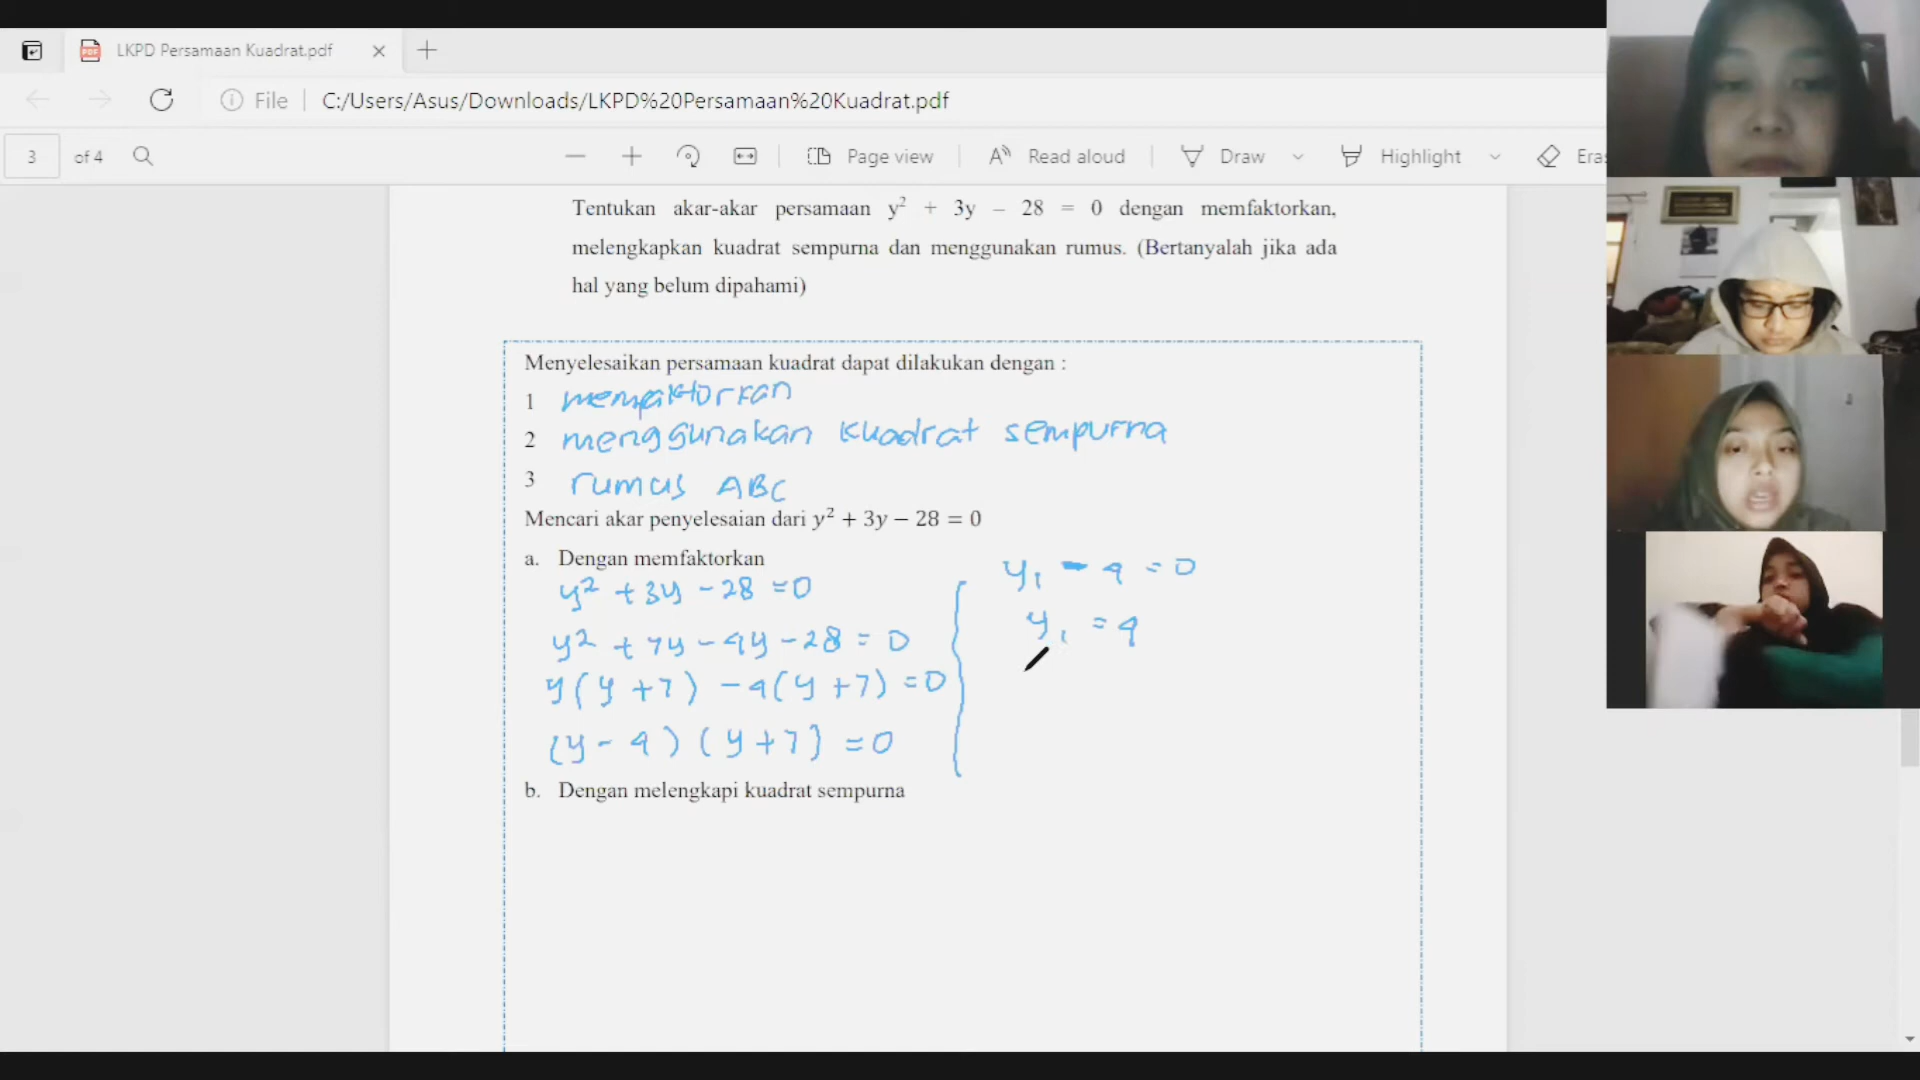 LKPD Persamaan Kuadrat.pdf
File C:/Users/Asus/Downloads/LKPD%20Persamaan%20Kuadrat.pdf
3 of 4 Page view Read aloud Draw Highlight Eras
Tentukan akar-akar persamaan y² + 3y – 28 = 0 dengan memfaktorkan,
melengkapkan kuadrat sempurna dan menggunakan rumus. (Bertanyalah jika ada
hal yang belum dipahami)
Menyelesaikan persamaan kuadrat dapat dilakukan dengan :
1 memfaktorkan
2 menggunakan kuadrat sempurna
3 rumus ABC
Mencari akar penyelesaian dari y² + 3y − 28 = 0
a. Dengan memfaktorkan
y² + 3y - 28 = 0
y² + 7y - 4y - 28 = 0
y(y + 7) - 4(y + 7) = 0
(y - 4) (y + 7) = 0
y₁ - 4 = 0
y₁ = 4
b. Dengan melengkapi kuadrat sempurna